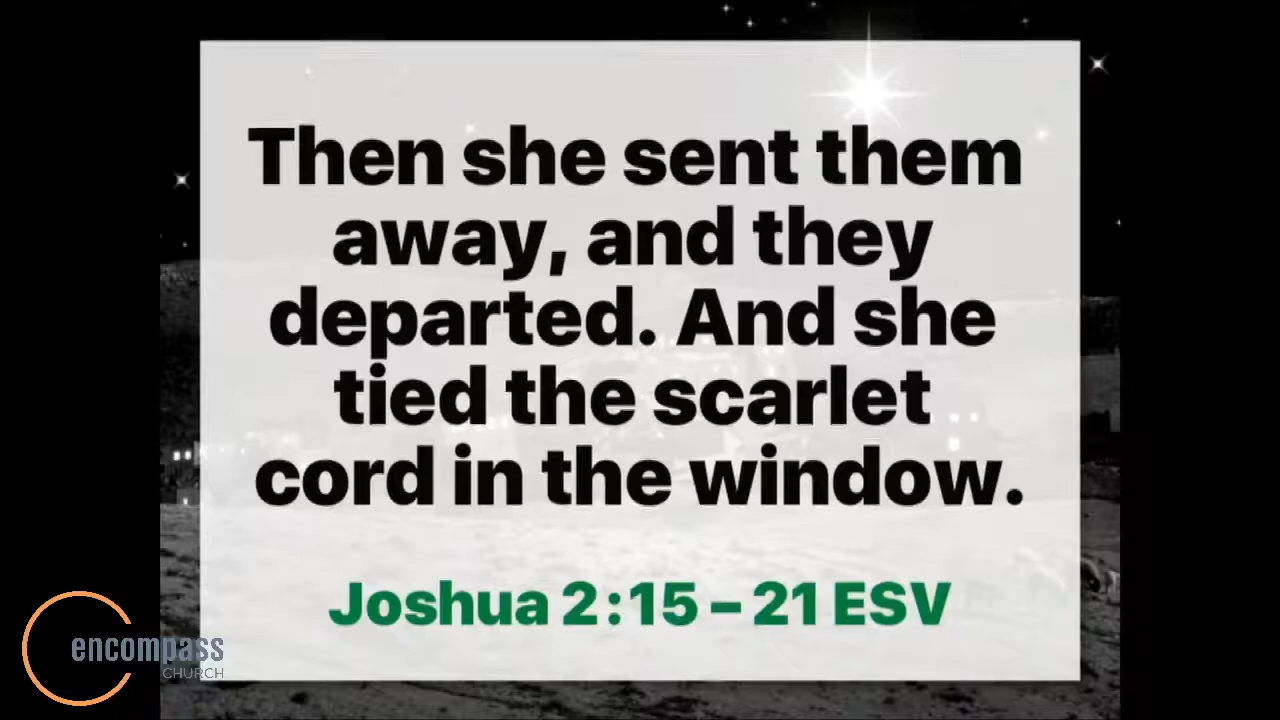 Then she sent them
away, and they
departed. And she
tied the scarlet
cord in the window.
Joshua 2:15 – 21 ESV
encompass
CHURCH